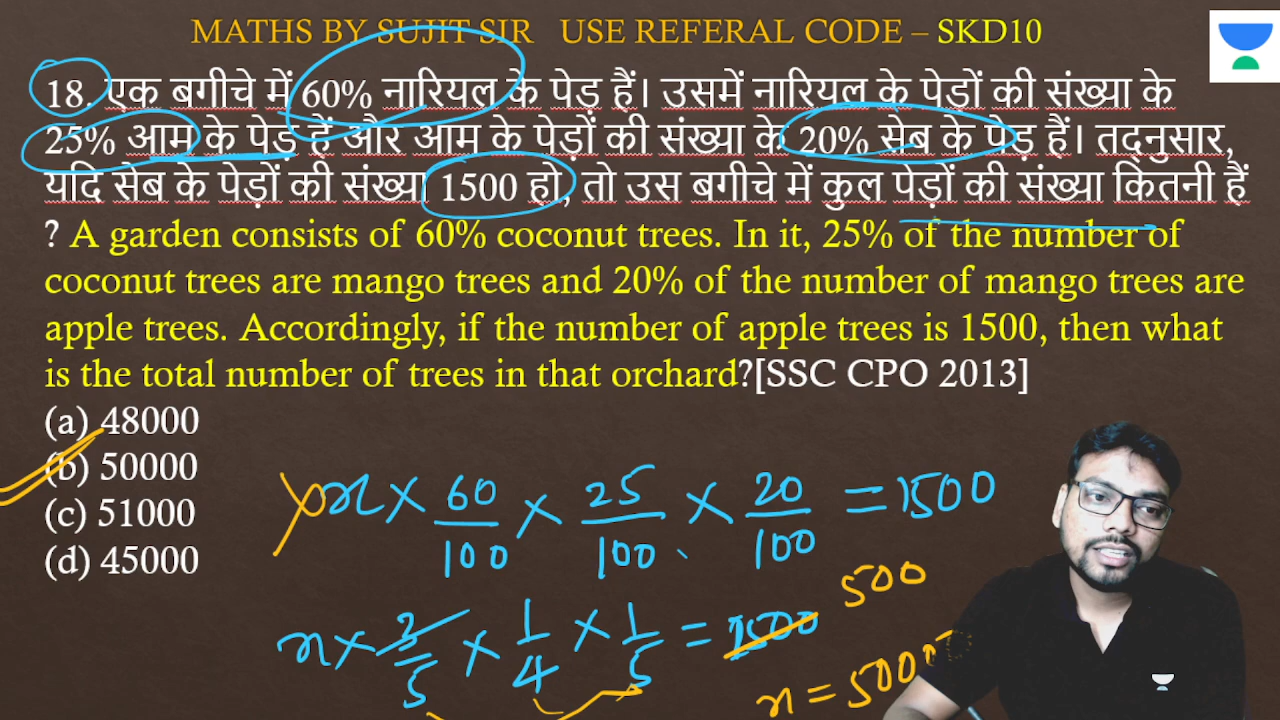 MATHS BY SUJIT SIR USE REFERAL CODE – SKD10
18. एक बगीचे में 60% नारियल के पेड़ हैं। उसमें नारियल के पेड़ों की संख्या के
25% आम के पेड़ हें और आम के पेड़ों की संख्या के 20% सेब के पेड़ हैं। तद्नुसार,
यदि सेब के पेड़ों की संख्या 1500 हो, तो उस बगीचे में कुल पेड़ों की संख्या कितनी हैं
? A garden consists of 60% coconut trees. In it, 25% of the number of
coconut trees are mango trees and 20% of the number of mango trees are
apple trees. Accordingly, if the number of apple trees is 1500, then what
is the total number of trees in that orchard?[SSC CPO 2013]
(a) 48000
(b) 50000
(c) 51000
(d) 45000
x × 60/100 × 25/100 × 20/100 = 1500
500
x × 3/5 × 1/4 × 1/5 = 1500
x = 5000